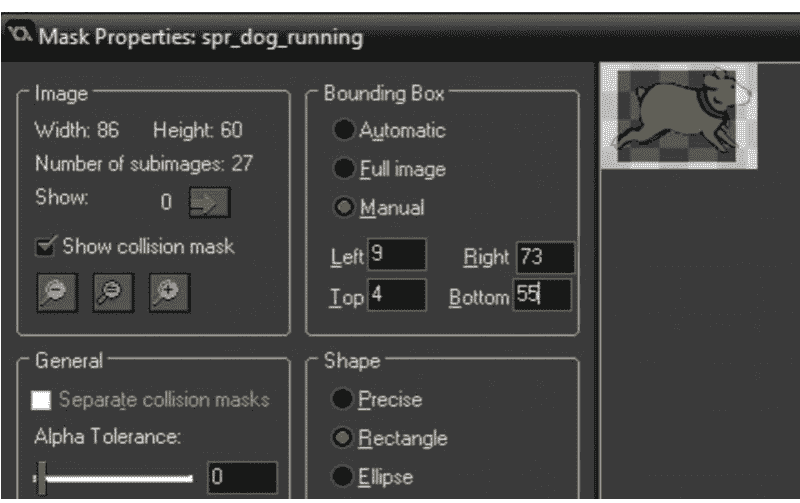 Mask Properties: spr_dog_running
Image
Width: 86 Height: 60
Number of subimages: 27
Show: 0
Show collision mask
Bounding Box
Automatic
Full image
Manual
Left 9 Right 73
Top 4 Bottom 55
General
Separate collision masks
Alpha Tolerance:
0
Shape
Precise
Rectangle
Ellipse